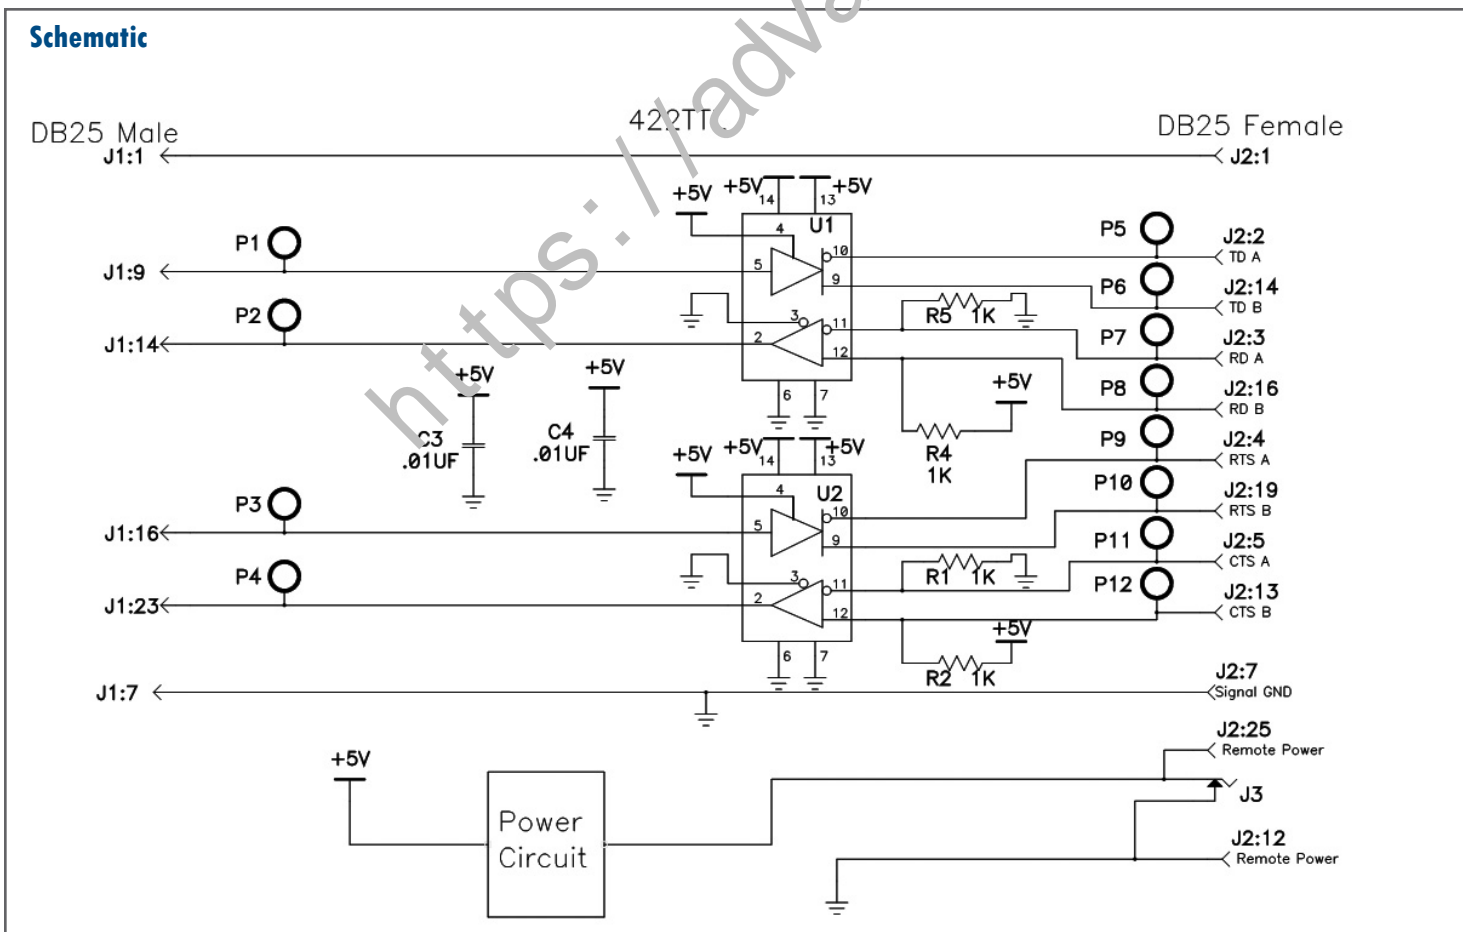 Schematic
https://adva
DB25 Male
422TT
DB25 Female
J1:1
J2:1
+5V
+5V
+5V
14
13
U1
4
P1
J1:9
5
10
9
P5
J2:2
TD A
P6
J2:14
TD B
P2
J1:14
2
3
11
12
R5 1K
P7
J2:3
RD A
P8
J2:16
RD B
6
7
+5V
C3
.01UF
+5V
C4
.01UF
+5V
R4
1K
P9
J2:4
RTS A
+5V
+5V
+5V
14
13
U2
4
P3
J1:16
5
10
9
P10
J2:19
RTS B
P4
J1:23
2
3
11
12
R1 1K
P11
J2:5
CTS A
P12
J2:13
CTS B
6
7
+5V
R2 1K
J1:7
J2:7
Signal GND
J2:25
Remote Power
+5V
Power
Circuit
J3
J2:12
Remote Power